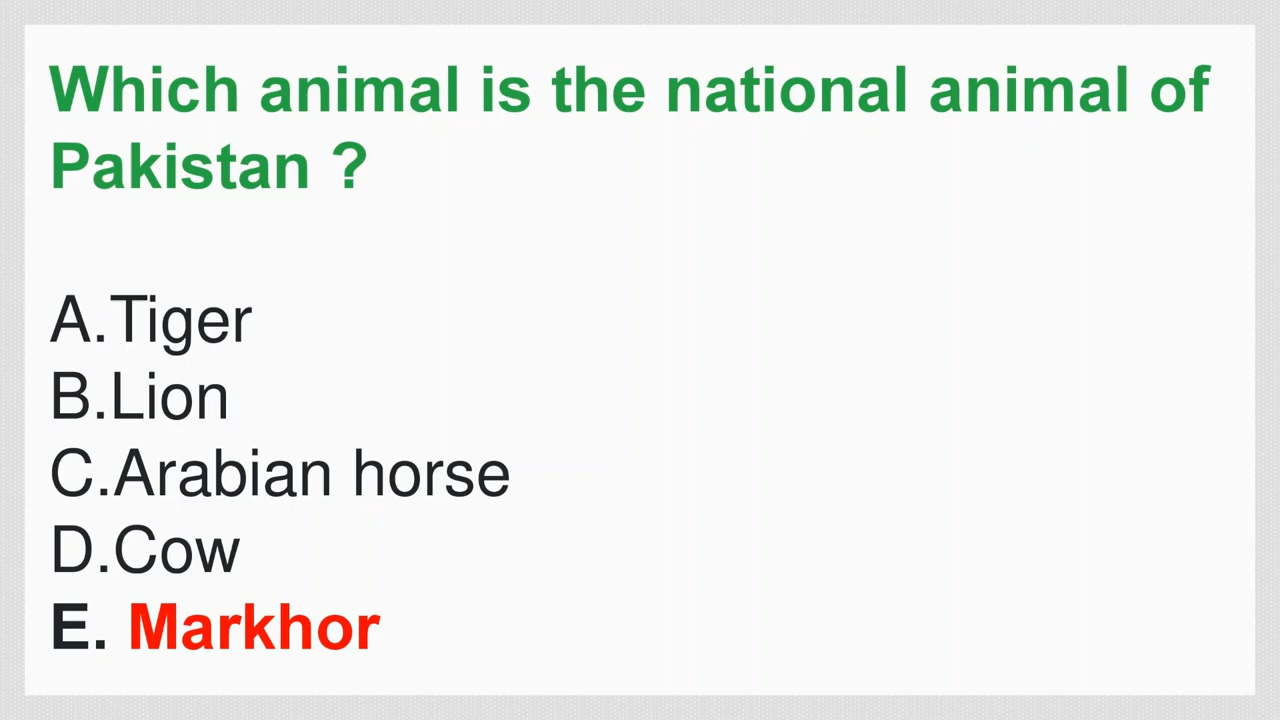 Which animal is the national animal of
Pakistan ?
A.Tiger
B.Lion
C.Arabian horse
D.Cow
E. Markhor